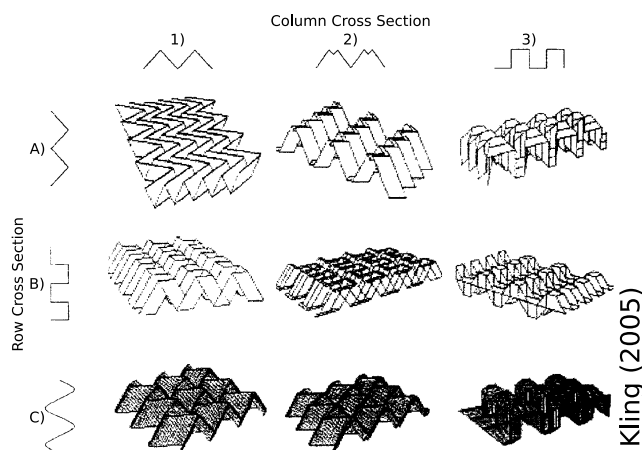 Column Cross Section
1)
2)
3)
A)
B)
C)
Row Cross Section
Kling (2005)